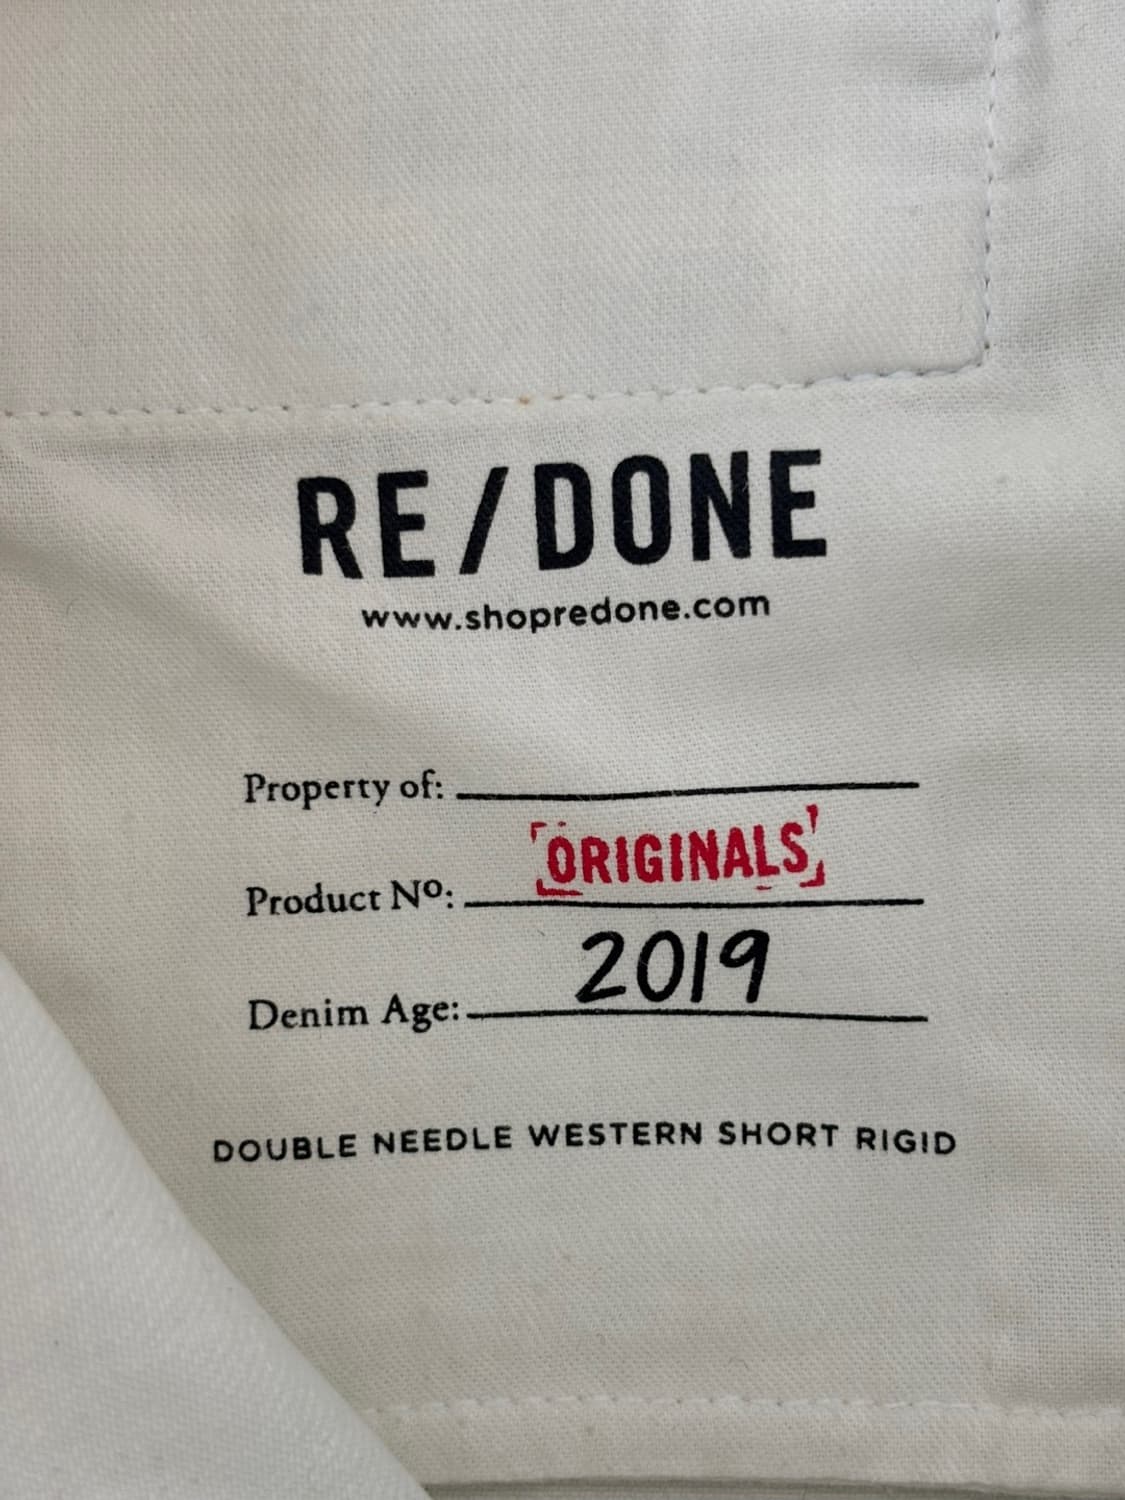 RE/DONE
www.shopredone.com
Property of:
Product Nº: ORIGINALS
Denim Age: 2019
DOUBLE NEEDLE WESTERN SHORT RIGID